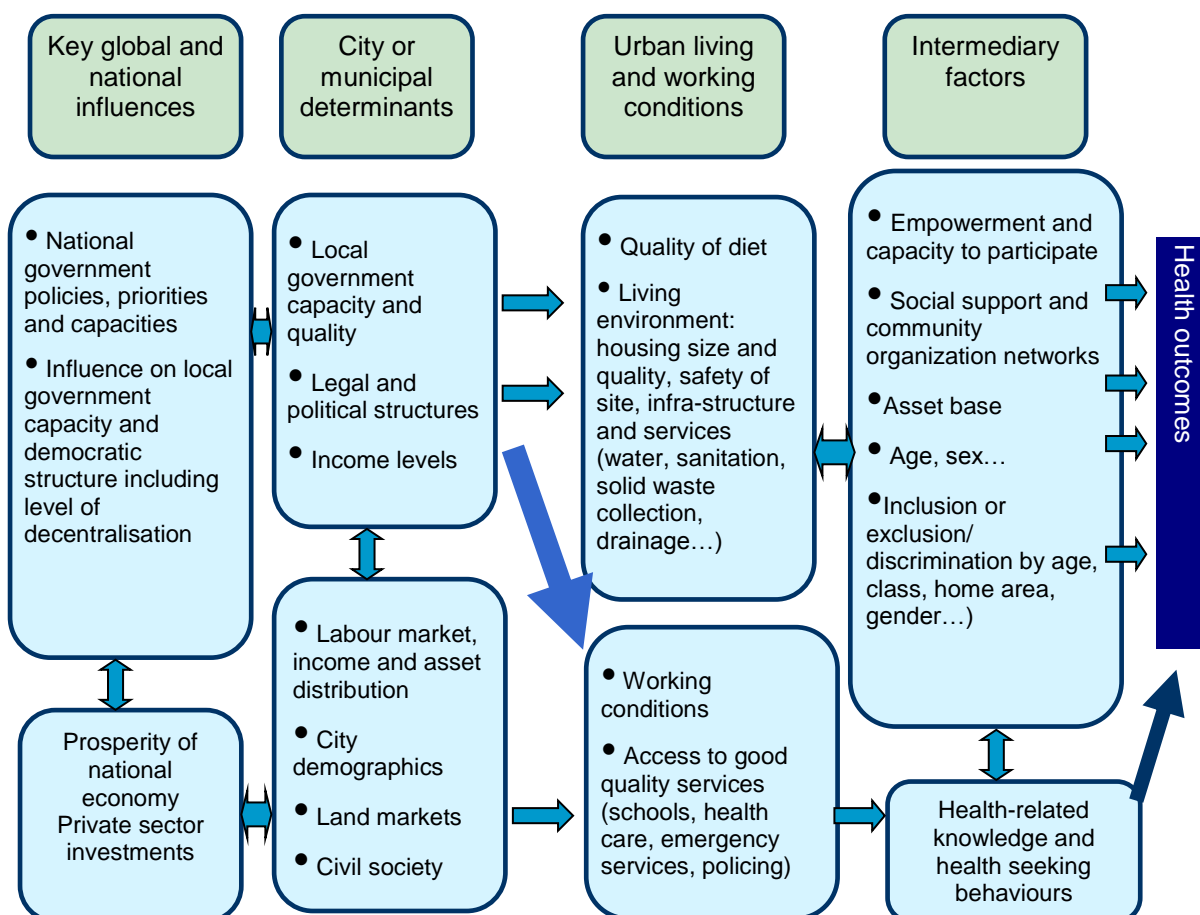 Key global and
national
influences
City or
municipal
determinants
Urban living
and working
conditions
Intermediary
factors
• National
government
policies, priorities
and capacities
• Influence on local
government
capacity and
democratic
structure including
level of
decentralisation
• Local
government
capacity and
quality
• Legal and
political structures
• Income levels
• Quality of diet
• Living
environment:
housing size and
quality, safety of
site, infra-structure
and services
(water, sanitation,
solid waste
collection,
drainage…)
• Empowerment and
capacity to participate
• Social support and
community
organization networks
•Asset base
• Age, sex…
•Inclusion or
exclusion/
discrimination by age,
class, home area,
gender…)
Health outcomes
Prosperity of
national
economy
Private sector
investments
• Labour market,
income and asset
distribution
• City
demographics
• Land markets
• Civil society
• Working
conditions
• Access to good
quality services
(schools, health
care, emergency
services, policing)
Health-related
knowledge and
health seeking
behaviours